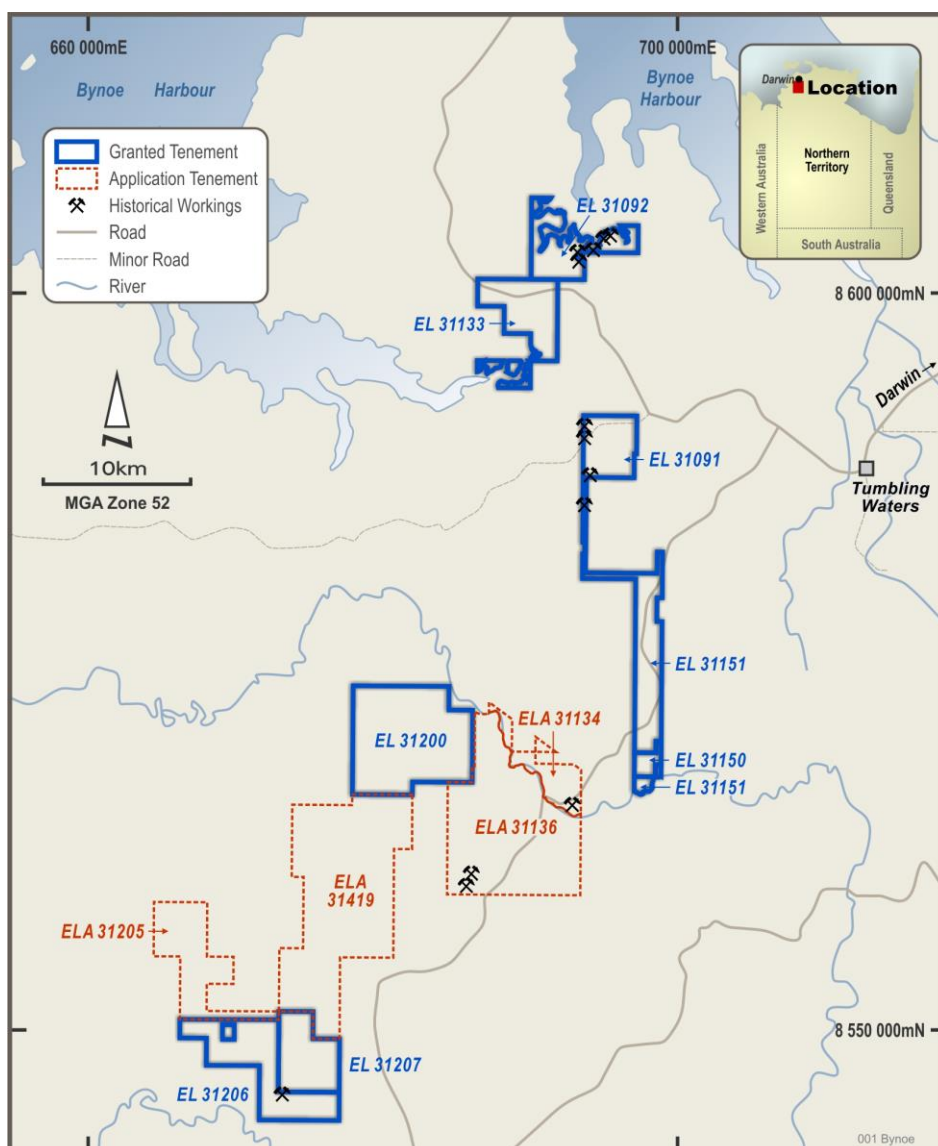 660 000mE
700 000mE
Bynoe Harbour
Bynoe
Harbour
Darwin
Location
Northern
Territory
Western Australia
Queensland
South Australia
Granted Tenement
Application Tenement
Historical Workings
Road
Minor Road
River
EL 31092
8 600 000mN
EL 31133
Darwin
N
10km
MGA Zone 52
EL 31091
Tumbling
Waters
EL 31151
ELA 31134
EL 31200
EL 31150
EL 31151
ELA 31136
ELA
31419
ELA 31205
8 550 000mN
EL 31207
EL 31206
001 Bynoe